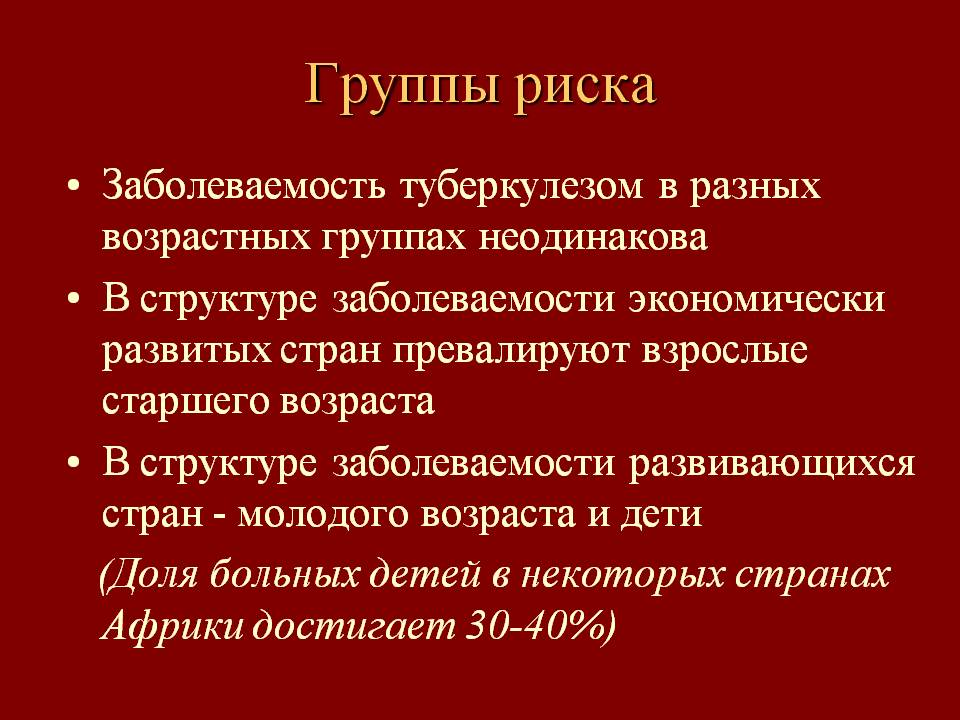 Группы риска
• Заболеваемость туберкулезом в разных
возрастных группах неодинакова
• В структуре заболеваемости экономически
развитых стран превалируют взрослые
старшего возраста
• В структуре заболеваемости развивающихся
стран - молодого возраста и дети
(Доля больных детей в некоторых странах
Африки достигает 30-40%)